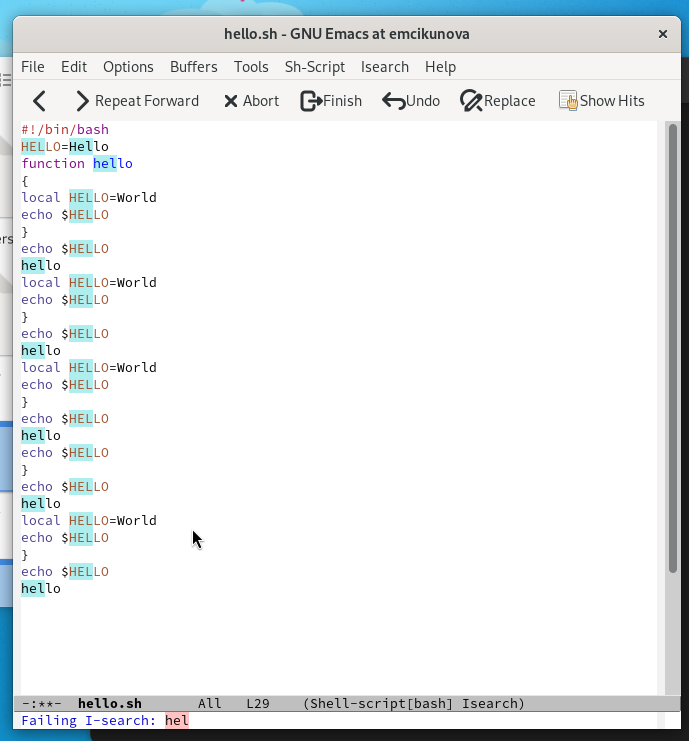 hello.sh - GNU Emacs at emcikunova
File Edit Options Buffers Tools Sh-Script Isearch Help
Repeat Forward Abort Finish Undo Replace Show Hits
#!/bin/bash
HELLO=Hello
function hello
{
local HELLO=World
echo $HELLO
}
echo $HELLO
hello
local HELLO=World
echo $HELLO
}
echo $HELLO
hello
local HELLO=World
echo $HELLO
}
echo $HELLO
hello
echo $HELLO
}
echo $HELLO
hello
local HELLO=World
echo $HELLO
}
echo $HELLO
hello
-:**- hello.sh All L29 (Shell-script[bash] Isearch)
Failing I-search: hel